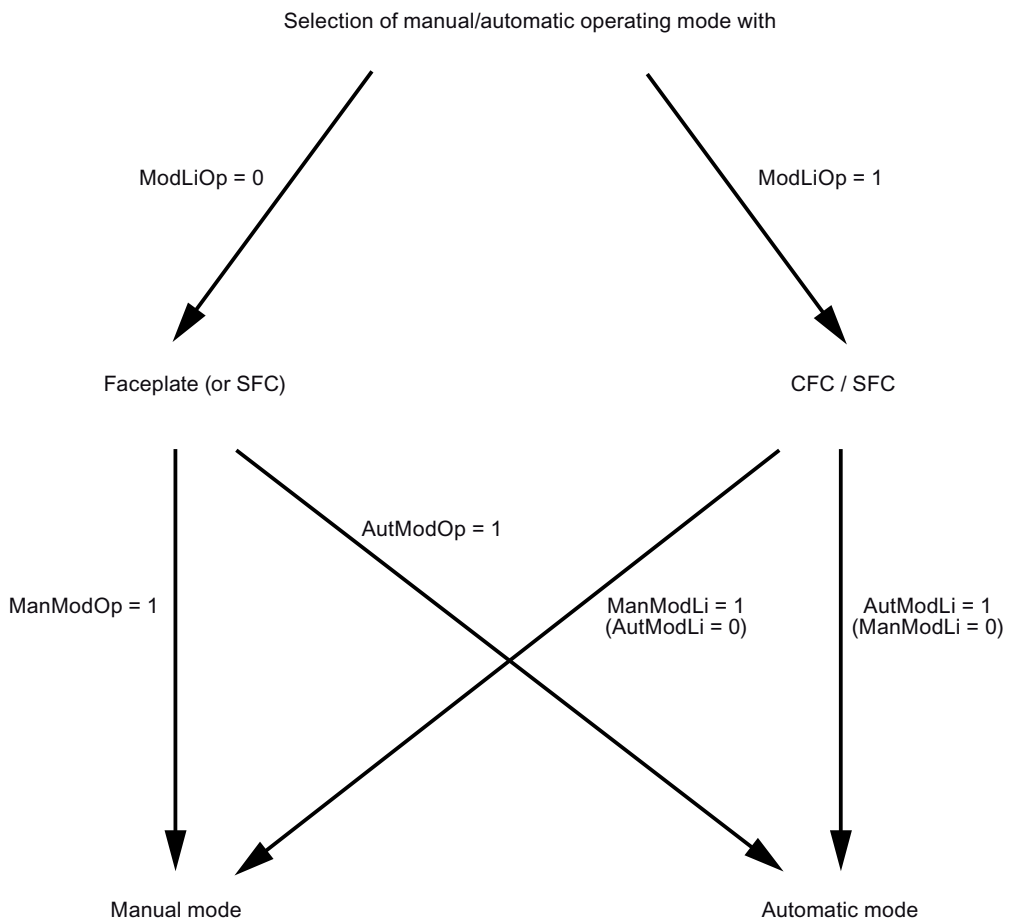 Selection of manual/automatic operating mode with
ModLiOp = 0
ModLiOp = 1
Faceplate (or SFC)
CFC / SFC
AutModOp = 1
ManModOp = 1
ManModLi = 1
(AutModLi = 0)
AutModLi = 1
(ManModLi = 0)
Manual mode
Automatic mode